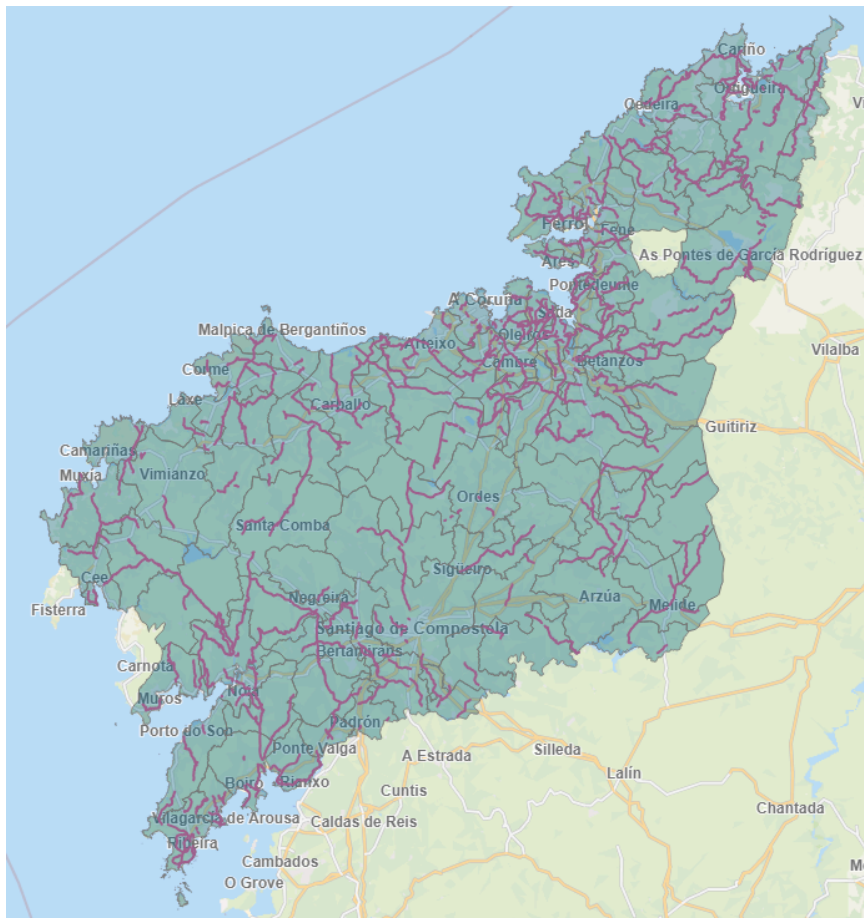 Cariño
Ortigueira
Cedeira
Ferrol
Fene
As Pontes de García Rodríguez
Ares
Pontedeume
A Coruña
Sada
Malpica de Bergantiños
Oleiros
Arteixo
Vilalba
Cambre
Betanzos
Corme
Laxe
Carballo
Guitiriz
Camariñas
Muxía
Vimianzo
Ordes
Santa Comba
Sigüeiro
Cee
Negreira
Arzúa
Melide
Fisterra
Santiago de Compostela
Bertamiráns
Carnota
Noia
Muros
Padrón
Porto do Son
Ponte Valga
A Estrada
Silleda
Lalín
Boiro
Rianxo
Cuntis
Chantada
Vilagarcía de Arousa
Caldas de Reis
Ribeira
Cambados
O Grove